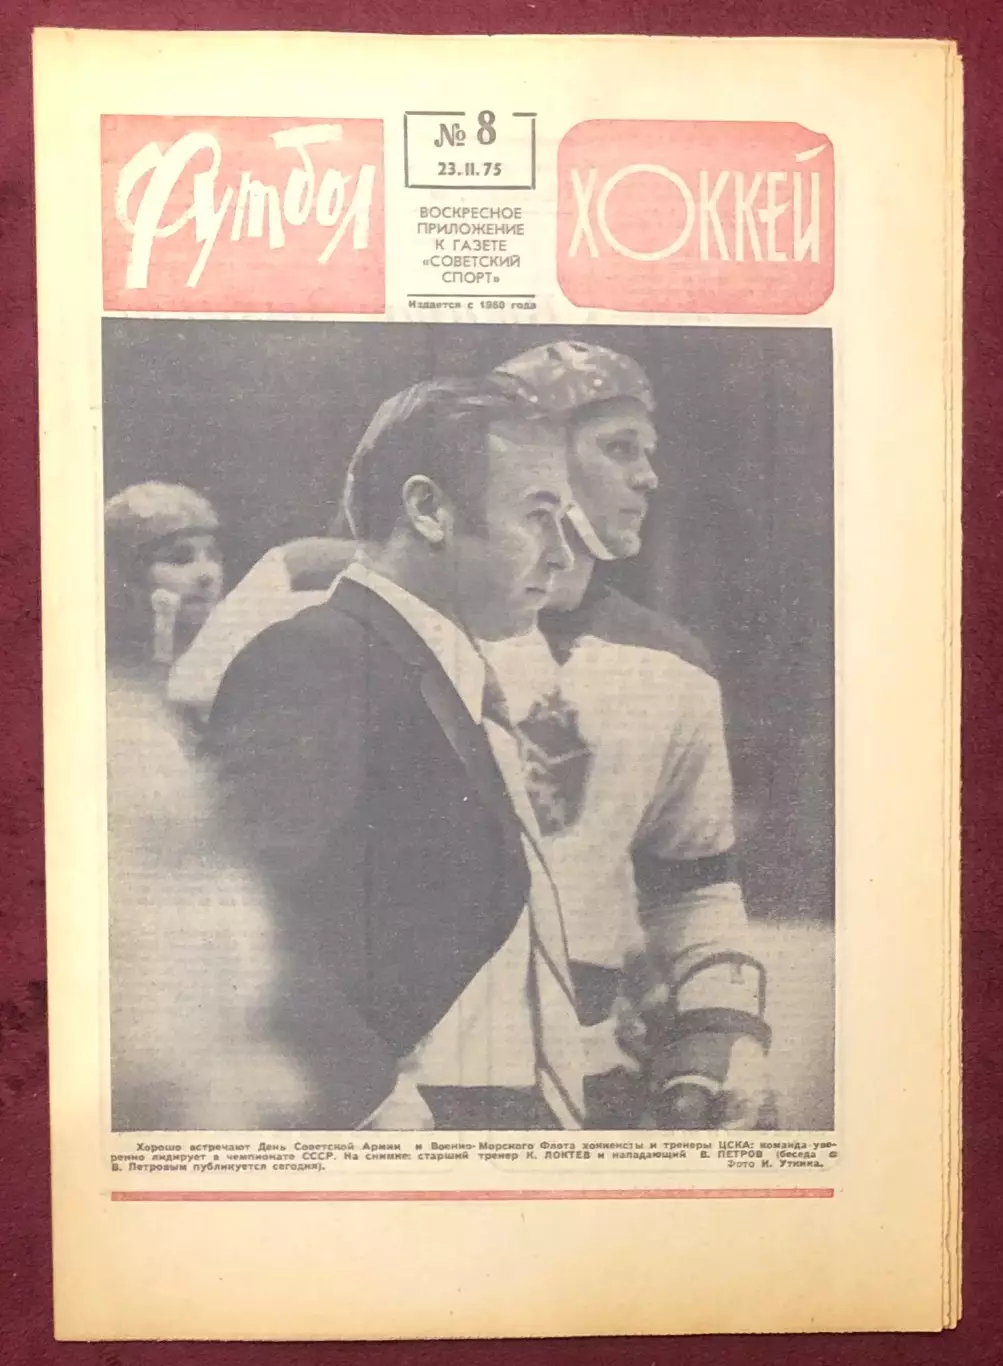 Футбол
№ 8
23.II.75
ВОСКРЕСНОЕ
ПРИЛОЖЕНИЕ
К ГАЗЕТЕ
«СОВЕТСКИЙ
СПОРТ»
Издается с 1960 года
ХОККЕЙ
Хорошо встречают День Советской Армии и Военно-Морского Флота хоккеисты и тренеры ЦСКА: команда уве-
ренно лидирует в чемпионате СССР. На снимке: старший тренер К. ЛОКТЕВ и нападающий В. ПЕТРОВ (беседа с
В. Петровым публикуется сегодня). Фото И. Уткина.